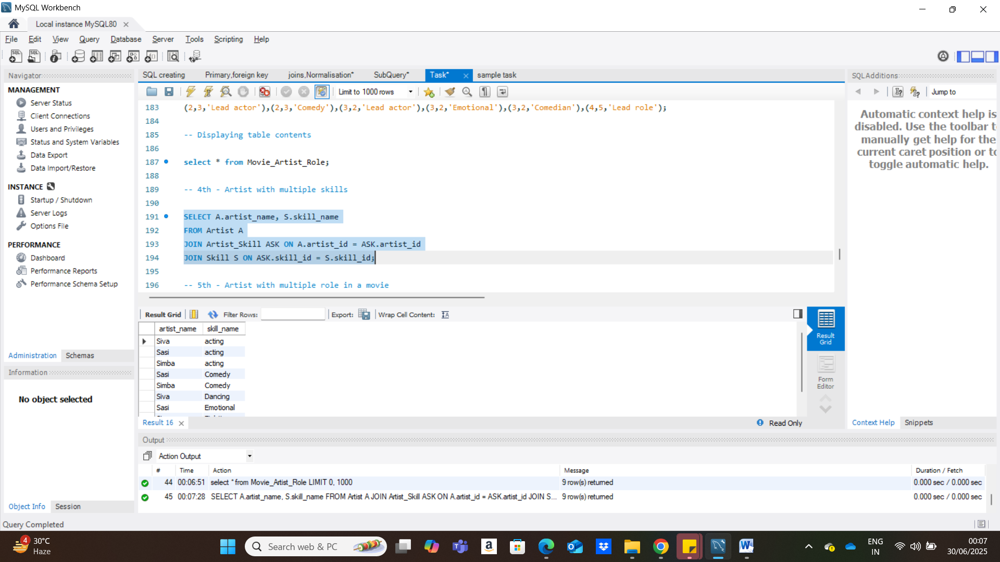 MySQL Workbench
Local instance MySQL80
File Edit View Query Database Server Tools Scripting Help
Navigator
MANAGEMENT
Server Status
Client Connections
Users and Privileges
Status and System Variables
Data Export
Data Import/Restore
INSTANCE
Startup / Shutdown
Server Logs
Options File
PERFORMANCE
Dashboard
Performance Reports
Performance Schema Setup
Administration Schemas
Information
No object selected
Object Info Session
Query Completed
SQL creating Primary,foreign key joins,Normalisation* SubQuery* Task* sample task
Limit to 1000 rows
183 (2,3,'Lead actor'),(2,3,'Comedy'),(3,2,'Lead actor'),(3,2,'Emotional'),(3,2,'Comedian'),(4,5,'Lead role');
184
185 -- Displaying table contents
186
187 select * from Movie_Artist_Role;
188
189 -- 4th - Artist with multiple skills
190
191 SELECT A.artist_name, S.skill_name
192 FROM Artist A
193 JOIN Artist_Skill ASK ON A.artist_id = ASK.artist_id
194 JOIN Skill S ON ASK.skill_id = S.skill_id;
195
196 -- 5th - Artist with multiple role in a movie
Result Grid Filter Rows: Export: Wrap Cell Content:
artist_name skill_name
Siva acting
Sasi acting
Simba acting
Sasi Comedy
Simba Comedy
Siva Dancing
Sasi Emotional
Result Grid
Form Editor
Result 16
Read Only
Output
Action Output
# Time Action Message Duration / Fetch
44 00:06:51 select * from Movie_Artist_Role LIMIT 0, 1000 9 row(s) returned 0.000 sec / 0.000 sec
45 00:07:28 SELECT A.artist_name, S.skill_name FROM Artist A JOIN Artist_Skill ASK ON A.artist_id = ASK.artist_id JOIN S... 9 row(s) returned 0.000 sec / 0.000 sec
SQLAdditions
Jump to
Automatic context help is
disabled. Use the toolbar t
manually get help for the
current caret position or to
toggle automatic help.
Context Help Snippets
4
30°C
Haze
Search web & PC
ENG
IN
00:07
30/06/2025